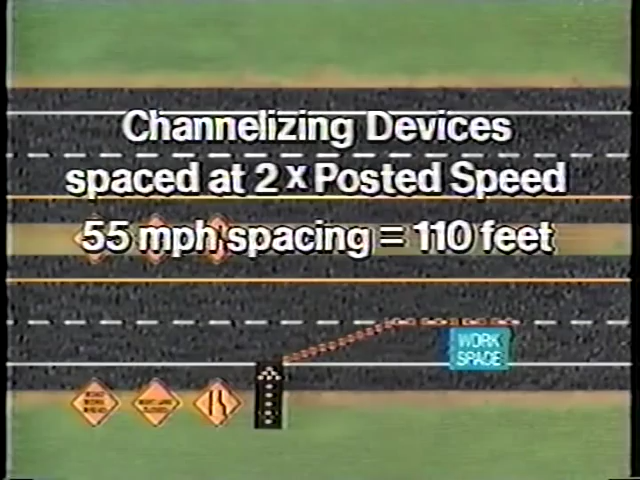 Channelizing Devices
spaced at 2 x Posted Speed
55 mph spacing = 110 feet
WORK
SPACE